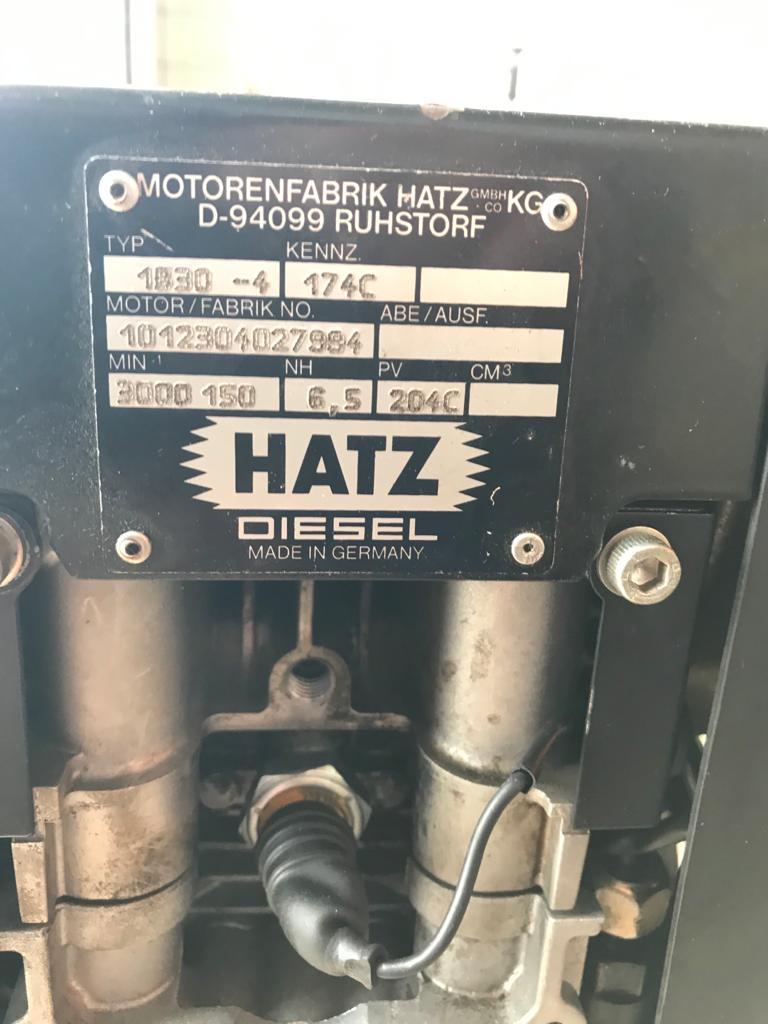 MOTORENFABRIK HATZ GMBH·CO KG
D-94099 RUHSTORF
TYP KENNZ.
1B30 -4 174C
MOTOR/FABRIK NO. ABE/AUSF.
1012304027984
MIN-1 NH PV CM3
3000 150 6,5 204C
HATZ
DIESEL
MADE IN GERMANY